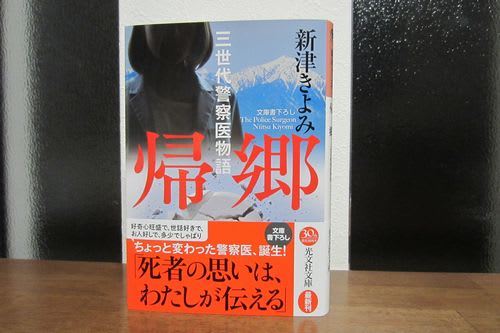 新津きよみ
文庫書下ろし
The Police Surgeon
Niitsu Kiyomi
三世代警察医物語
帰郷
好奇心旺盛で、世話好きで、
お人好しで、多少でしゃばり
文庫
書下ろし
ちょっと変わった警察医、誕生!
「死者の思いは、
わたしが伝える」
30th
光文社文庫
最新刊